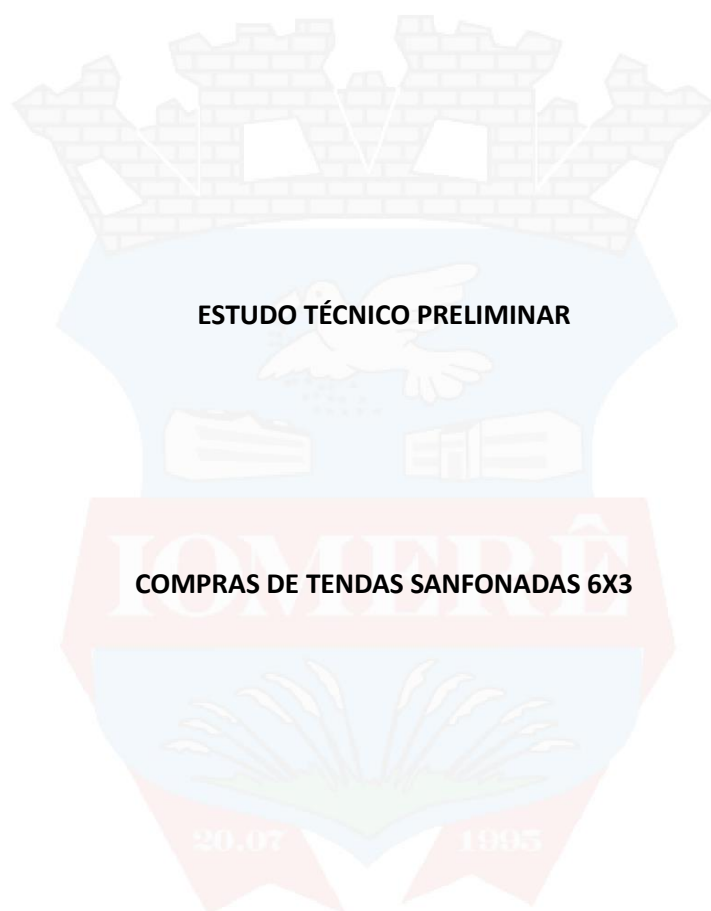 ESTUDO TÉCNICO PRELIMINAR
COMPRAS DE TENDAS SANFONADAS 6X3
IOMERÊ
20.07 1995